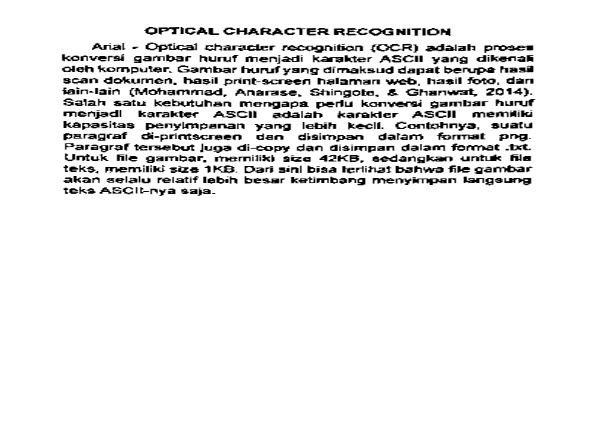 OPTICAL CHARACTER RECOGNITION
Arial - Optical character recognition (OCR) adalah proses
konversi gambar huruf menjadi karakter ASCII yang dikenali
oleh komputer. Gambar huruf yang dimaksud dapat berupa hasil
scan dokumen, hasil print-screen halaman web, hasil foto, dan
lain-lain (Mohammad, Anarase, Shingote, & Ghanwat, 2014).
Salah satu kebutuhan mengapa perlu konversi gambar huruf
menjadi karakter ASCII adalah karakter ASCII memiliki
kapasitas penyimpanan yang lebih kecil. Contohnya, suatu
paragraf di-printscreen dan disimpan dalam format png.
Paragraf tersebut juga di-copy dan disimpan dalam format .txt.
Untuk file gambar, memiliki size 42KB, sedangkan untuk file
teks, memiliki size 1KB. Dari sini bisa terlihat bahwa file gambar
akan selalu relatif lebih besar ketimbang menyimpan langsung
teks ASCII-nya saja.